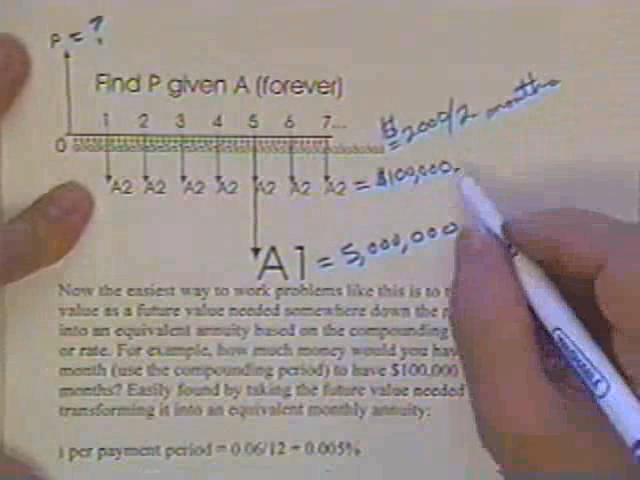 P = ?
Find P given A (forever)
1 2 3 4 5 6 7...
$2000/2 months
0
A2 A2 A2 A2 A2 A2 A2 = $100,000.
A1 = 5,000,000
Now the easiest way to work problems like this is to
value as a future value needed somewhere down the
into an equivalent annuity based on the compounding
or rate. For example, how much money would you hav
month (use the compounding period) to have $100,000
months? Easily found by taking the future value needed
transforming it into an equivalent monthly annuity:
i per payment period = 0.06/12 = 0.005%